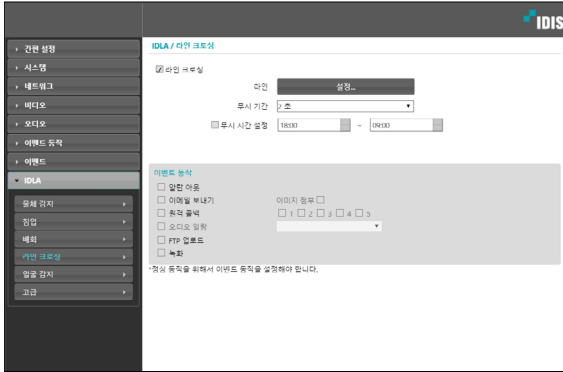 IDIS
간편 설정
시스템
네트워크
비디오
오디오
이벤트 동작
이벤트
IDLA
물체 감지
침입
배회
라인 크로싱
얼굴 감지
고급
IDLA / 라인 크로싱
라인 크로싱
라인 설정...
무시 기간 2 초
무시 시간 설정 18:00 ~ 09:00
이벤트 동작
알람 아웃
이메일 보내기 이미지 첨부
원격 콜백 1 2 3 4 5
오디오 알람
FTP 업로드
녹화
*정상 동작을 위해서 이벤트 동작을 설정해야 합니다.